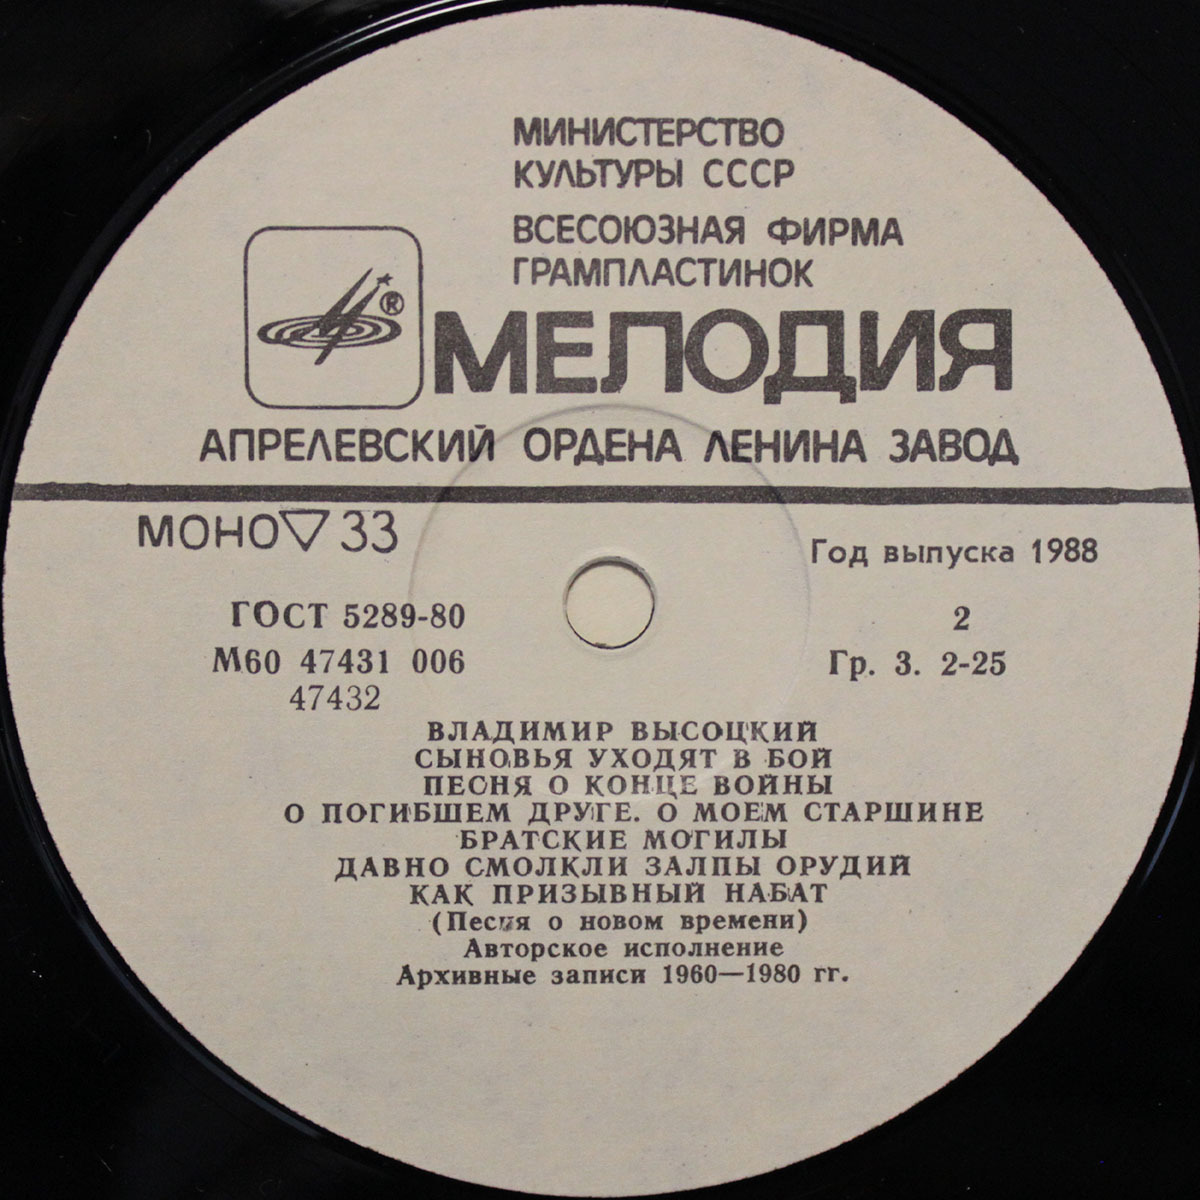 МИНИСТЕРСТВО
КУЛЬТУРЫ СССР
ВСЕСОЮЗНАЯ ФИРМА
ГРАМПЛАСТИНОК
®
МЕЛОДИЯ
АПРЕЛЕВСКИЙ ОРДЕНА ЛЕНИНА ЗАВОД
МОНО ▽ 33
Год выпуска 1988
ГОСТ 5289-80
2
М60 47431 006
Гр. 3. 2-25
47432
ВЛАДИМИР ВЫСОЦКИЙ
СЫНОВЬЯ УХОДЯТ В БОЙ
ПЕСНЯ О КОНЦЕ ВОЙНЫ
О ПОГИБШЕМ ДРУГЕ. О МОЕМ СТАРШИНЕ
БРАТСКИЕ МОГИЛЫ
ДАВНО СМОЛКЛИ ЗАЛПЫ ОРУДИЙ
КАК ПРИЗЫВНЫЙ НАБАТ
(Песня о новом времени)
Авторское исполнение
Архивные записи 1960—1980 гг.